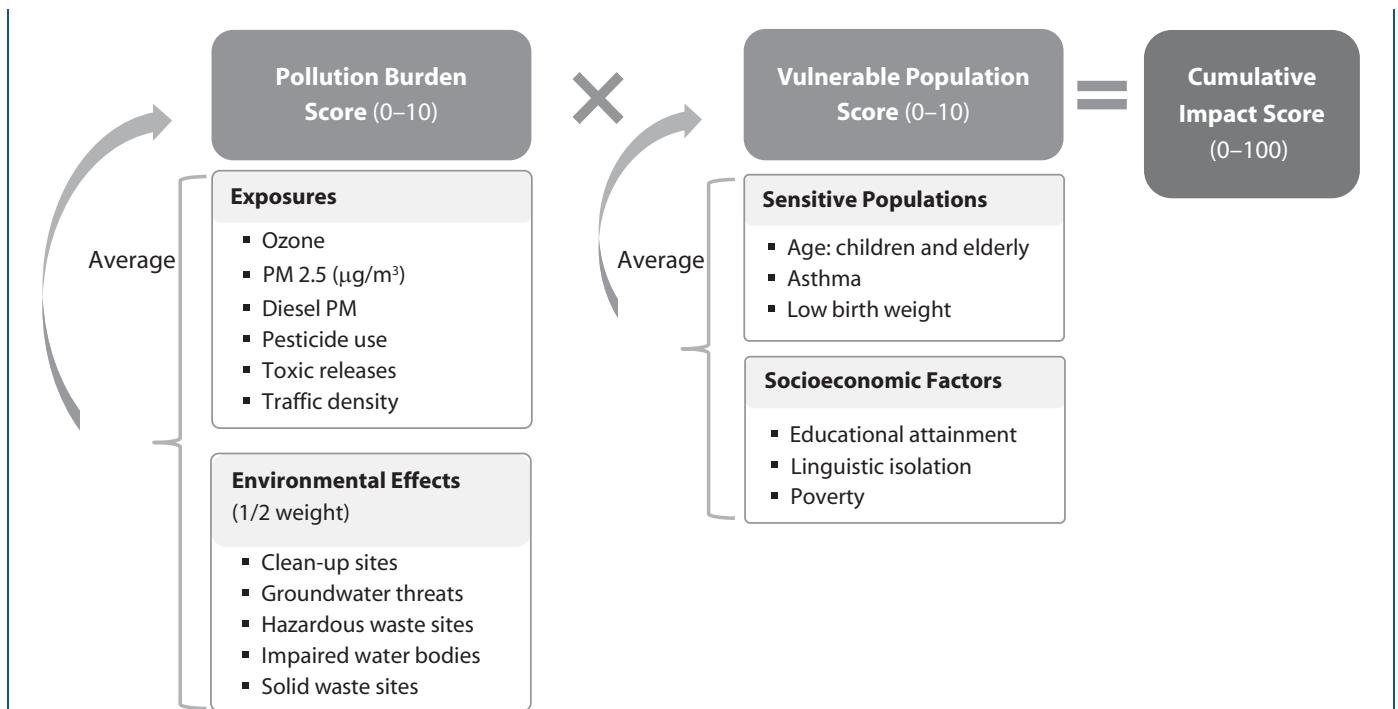 Pollution Burden
Score (0–10)
×
Vulnerable Population
Score (0–10)
=
Cumulative
Impact Score
(0–100)
Average
Exposures
▪ Ozone
▪ PM 2.5 (μg/m³)
▪ Diesel PM
▪ Pesticide use
▪ Toxic releases
▪ Traffic density
Environmental Effects
(1/2 weight)
▪ Clean-up sites
▪ Groundwater threats
▪ Hazardous waste sites
▪ Impaired water bodies
▪ Solid waste sites
Average
Sensitive Populations
▪ Age: children and elderly
▪ Asthma
▪ Low birth weight
Socioeconomic Factors
▪ Educational attainment
▪ Linguistic isolation
▪ Poverty